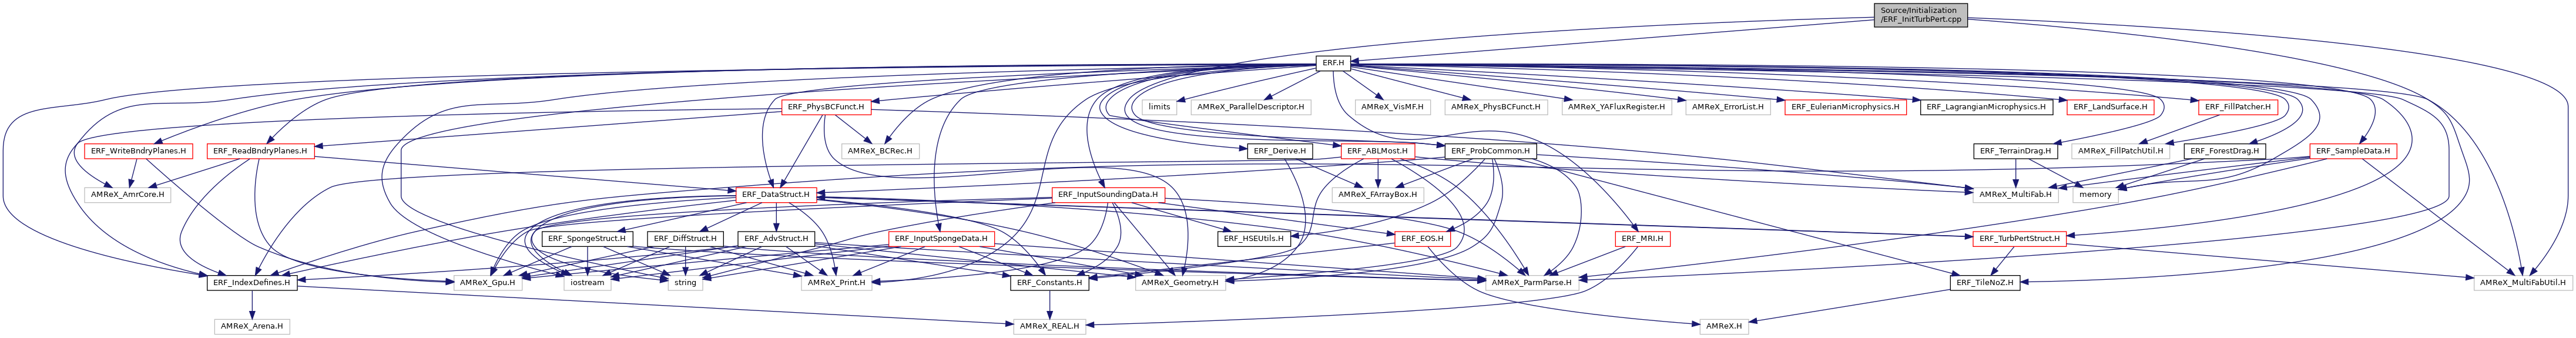 Source/Initialization
/ERF_InitTurbPert.cpp
ERF.H
ERF_PhysBCFunct.H
limits
AMReX_ParallelDescriptor.H
AMReX_VisMF.H
AMReX_PhysBCFunct.H
AMReX_YAFluxRegister.H
AMReX_ErrorList.H
ERF_EulerianMicrophysics.H
ERF_LagrangianMicrophysics.H
ERF_LandSurface.H
ERF_FillPatcher.H
ERF_WriteBndryPlanes.H
ERF_ReadBndryPlanes.H
AMReX_BCRec.H
ERF_Derive.H
ERF_ABLMost.H
ERF_ProbCommon.H
ERF_TerrainDrag.H
AMReX_FillPatchUtil.H
ERF_ForestDrag.H
ERF_SampleData.H
AMReX_AmrCore.H
ERF_DataStruct.H
ERF_InputSoundingData.H
AMReX_FArrayBox.H
AMReX_MultiFab.H
memory
ERF_SpongeStruct.H
ERF_DiffStruct.H
ERF_AdvStruct.H
ERF_InputSpongeData.H
ERF_HSEUtils.H
ERF_EOS.H
ERF_MRI.H
ERF_TurbPertStruct.H
ERF_IndexDefines.H
AMReX_Gpu.H
iostream
string
AMReX_Print.H
ERF_Constants.H
AMReX_Geometry.H
AMReX_ParmParse.H
ERF_TileNoZ.H
AMReX_MultiFabUtil.H
AMReX_Arena.H
AMReX_REAL.H
AMReX.H